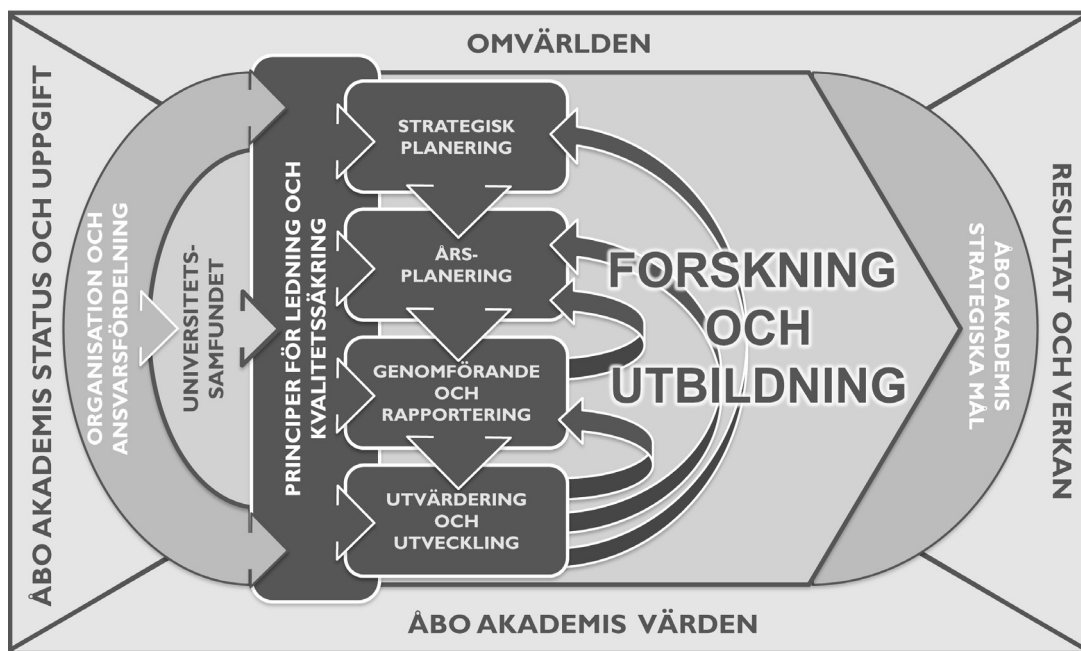 OMVÄRLDEN
ÅBO AKADEMIS STATUS OCH UPPGIFT
ORGANISATION OCH
ANSVARSFÖRDELNING
UNIVERSITETS-
SAMFUNDET
PRINCIPER FÖR LEDNING OCH
KVALITETSSÄKRING
STRATEGISK
PLANERING
ÅRS-
PLANERING
GENOMFÖRANDE
OCH
RAPPORTERING
UTVÄRDERING
OCH
UTVECKLING
FORSKNING
OCH
UTBILDNING
ÅBO AKADEMIS
STRATEGISKA MÅL
RESULTAT OCH VERKAN
ÅBO AKADEMIS VÄRDEN